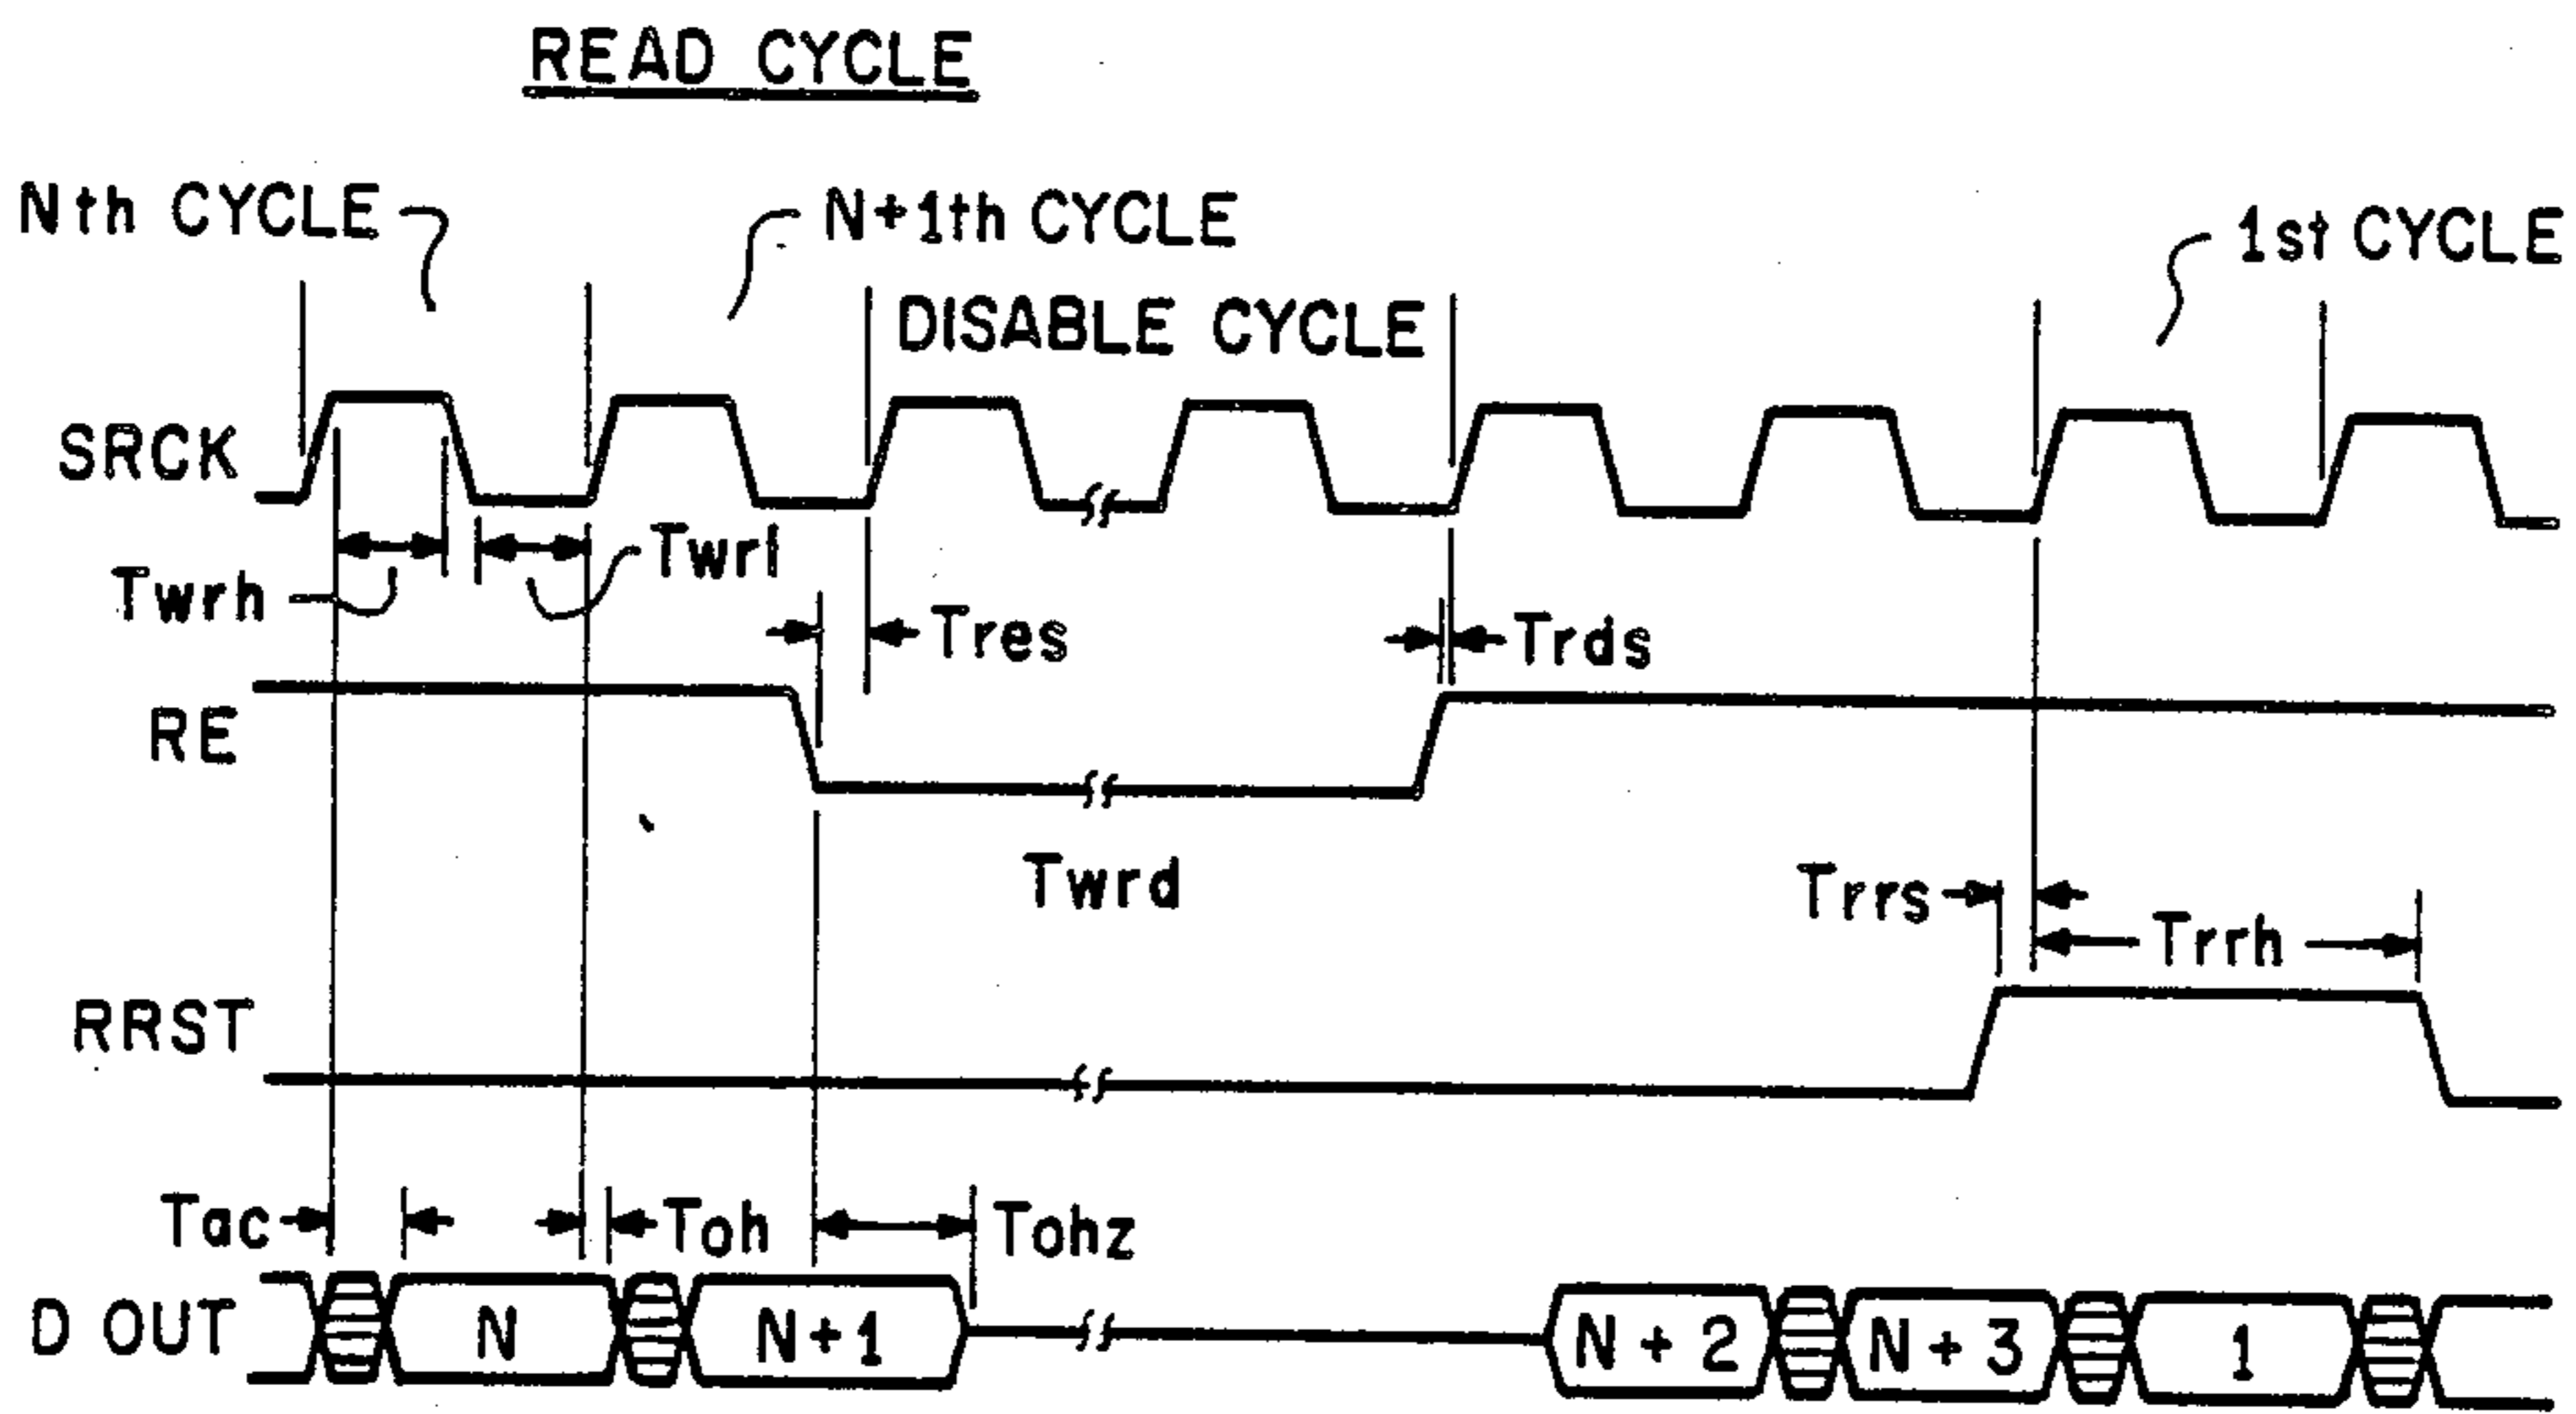 READ CYCLE
Nth CYCLE
N+1th CYCLE
1st CYCLE
DISABLE CYCLE
SRCK
Twrh
Twrl
Tres
Trds
RE
Twrd
Trrs
Trrh
RRST
Tac
Toh
Tohz
D OUT
N
N+1
N + 2
N + 3
1